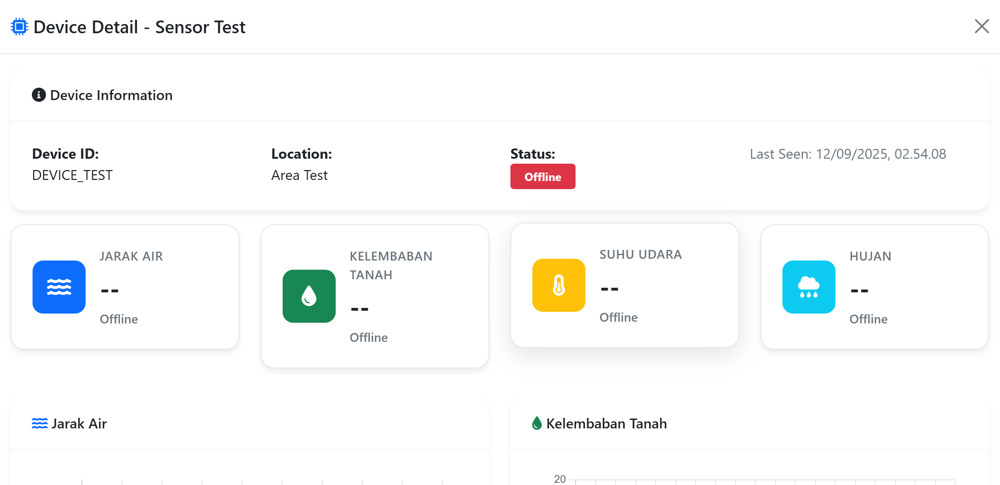 Device Detail - Sensor Test
Device Information
Device ID:
DEVICE_TEST
Location:
Area Test
Status:
Offline
Last Seen: 12/09/2025, 02.54.08
JARAK AIR
--
Offline
KELEMBABAN
TANAH
--
Offline
SUHU UDARA
--
Offline
HUJAN
--
Offline
Jarak Air
Kelembaban Tanah
20